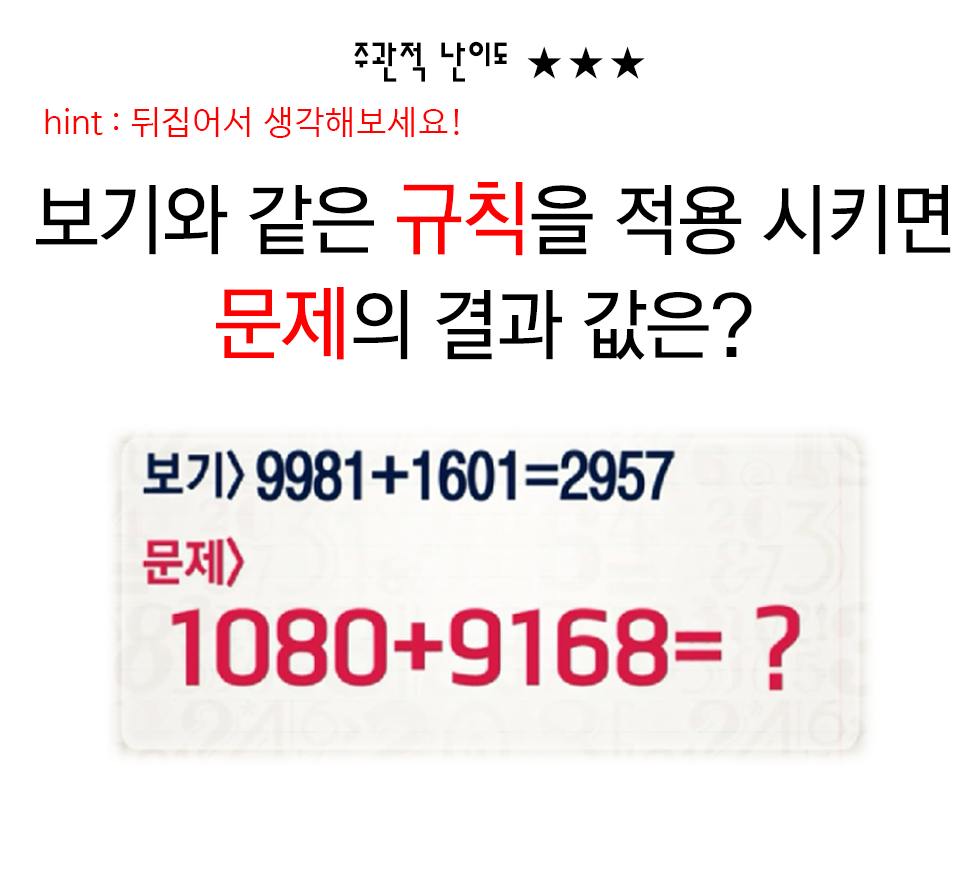 주관적 난이도 ★★★
hint : 뒤집어서 생각해보세요!
보기와 같은 규칙을 적용 시키면
문제의 결과 값은?
보기> 9981+1601=2957
문제>
1080+9168= ?